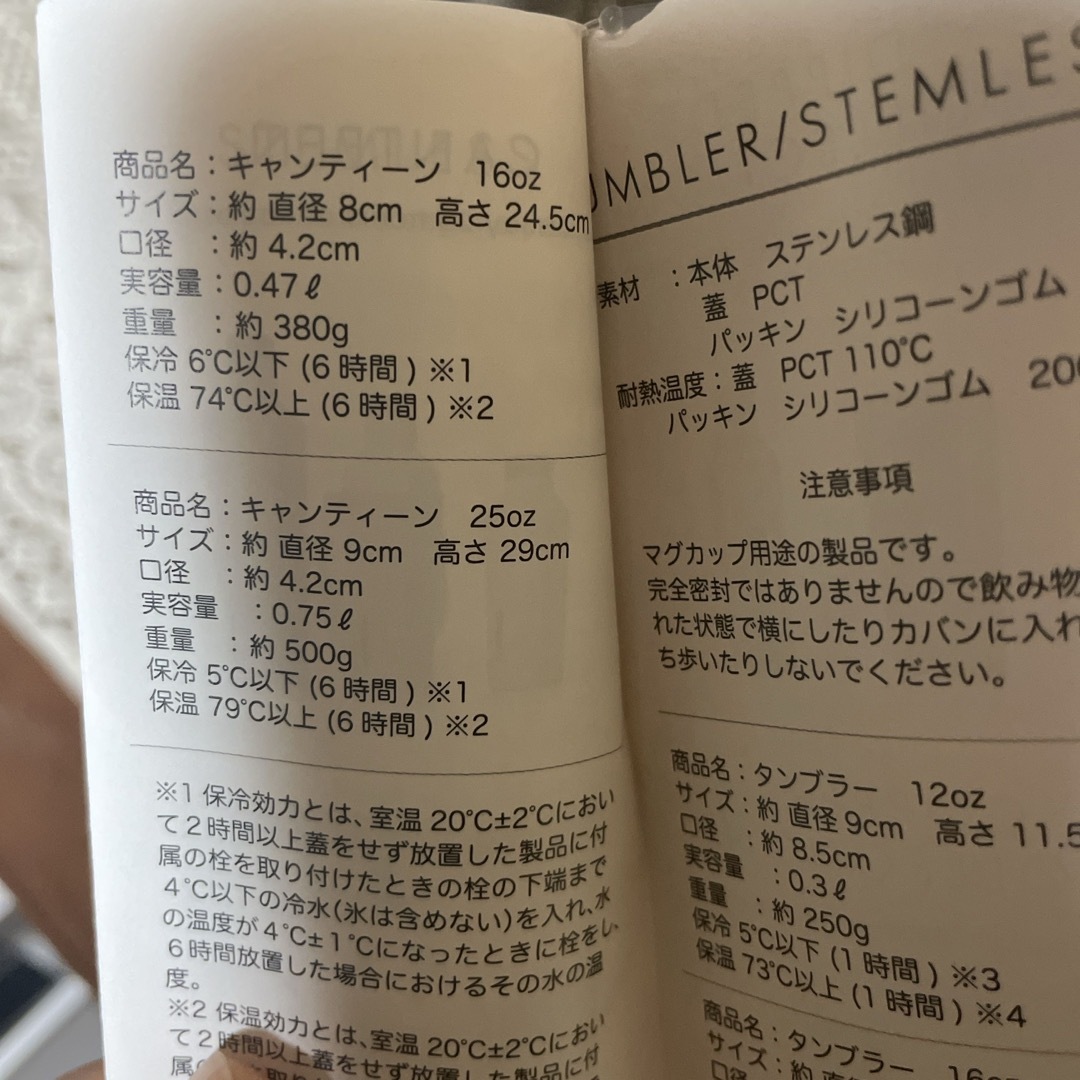 商品名：キャンティーン　16oz
サイズ：約 直径 8cm　高さ 24.5cm
口径　：約 4.2cm
実容量：0.47ℓ
重量　：約 380g
保冷 6℃以下 (6 時間 ) ※1
保温 74℃以上 (6 時間 ) ※2
商品名：キャンティーン　25oz
サイズ：約 直径 9cm　高さ 29cm
口径　：約 4.2cm
実容量　：0.75ℓ
重量　：約 500g
保冷 5℃以下 (6 時間 ) ※1
保温 79℃以上 (6 時間 ) ※2
※1 保冷効力とは、室温 20℃±2℃におい
て２時間以上蓋をせず放置した製品に付
属の栓を取り付けたときの栓の下端まで
４℃以下の冷水(氷は含めない)を入れ、水
の温度が４℃±１℃になったときに栓をし、
６時間放置した場合におけるその水の温
度。
※2 保温効力とは、室温 20℃±2℃におい
て２時間以上蓋をせず放置した製品に付
UMBLER/STEMLES
素材　：本体　ステンレス鋼
蓋　PCT
パッキン　シリコーンゴム
耐熱温度：蓋　PCT 110℃
パッキン　シリコーンゴム　200
注意事項
マグカップ用途の製品です。
完全密封ではありませんので飲み物
れた状態で横にしたりカバンに入れ
ち歩いたりしないでください。
商品名：タンブラー　12oz
サイズ：約 直径 9cm　高さ 11.5
口径　：約 8.5cm
実容量　：0.3ℓ
重量　：約 250g
保冷 5℃以下 (1 時間 ) ※3
保温 73℃以上 (1 時間 ) ※4
商品名：タンブラー　16oz
サイズ：約 直径
口径